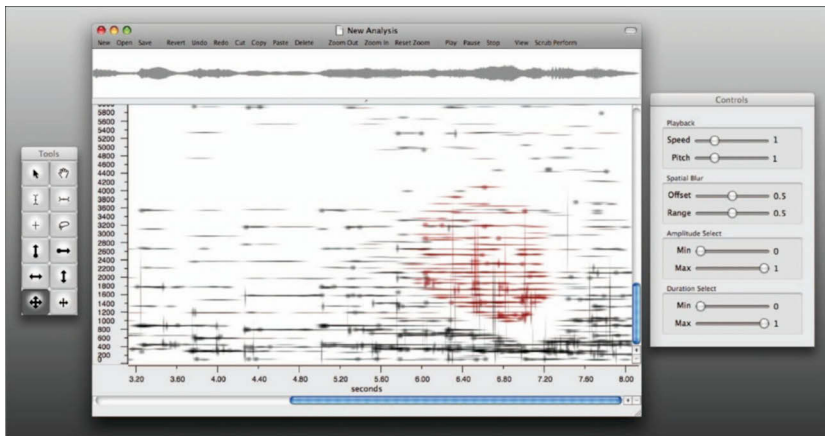 New Analysis
New Open Save Revert Undo Redo Cut Copy Paste Delete Zoom Out Zoom In Reset Zoom Play Pause Stop View Scrub Perform
Tools
5800
5600
5400
5200
5000
4800
4600
4400
4200
4000
3800
3600
3400
3200
3000
2800
2600
2400
2200
2000
1800
1600
1400
1200
1000
800
600
400
200
0
3.20 3.60 4.00 4.40 4.80 5.20 5.60 6.00 6.40 6.80 7.20 7.60 8.00
seconds
Controls
Playback
Speed 1
Pitch 1
Spatial Blur
Offset 0.5
Range 0.5
Amplitude Select
Min 0
Max 1
Duration Select
Min 0
Max 1